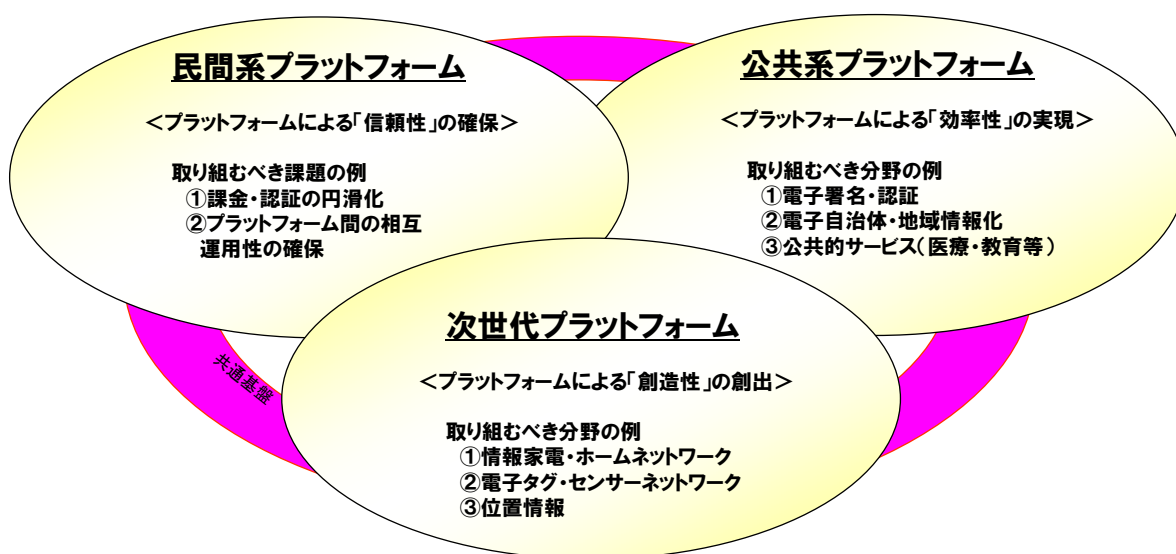 民間系プラットフォーム
<プラットフォームによる「信頼性」の確保>
取り組むべき課題の例
①課金・認証の円滑化
②プラットフォーム間の相互
運用性の確保
公共系プラットフォーム
<プラットフォームによる「効率性」の実現>
取り組むべき分野の例
①電子署名・認証
②電子自治体・地域情報化
③公共的サービス(医療・教育等)
共通基盤
次世代プラットフォーム
<プラットフォームによる「創造性」の創出>
取り組むべき分野の例
①情報家電・ホームネットワーク
②電子タグ・センサーネットワーク
③位置情報